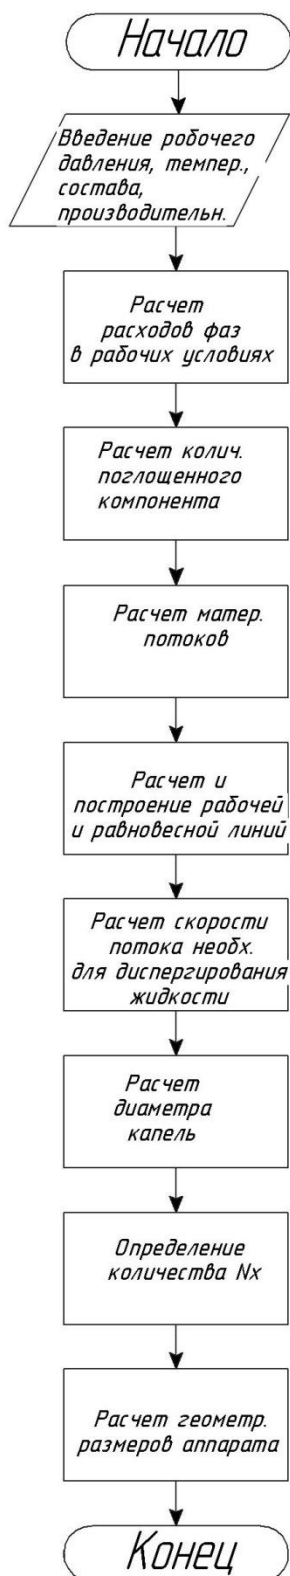 Начало
Введение робочего
давления, темпер.,
состава,
производительн.
Расчет
расходов фаз
в рабочих условиях
Расчет колич.
поглощенного
компонента
Расчет матер.
потоков
Расчет и
построение рабочей
и равновесной линий
Расчет скорости
потока необх.
для диспергирования
жидкости
Расчет
диаметра
капель
Определение
количества Nx
Расчет геометр.
размеров аппарата
Конец